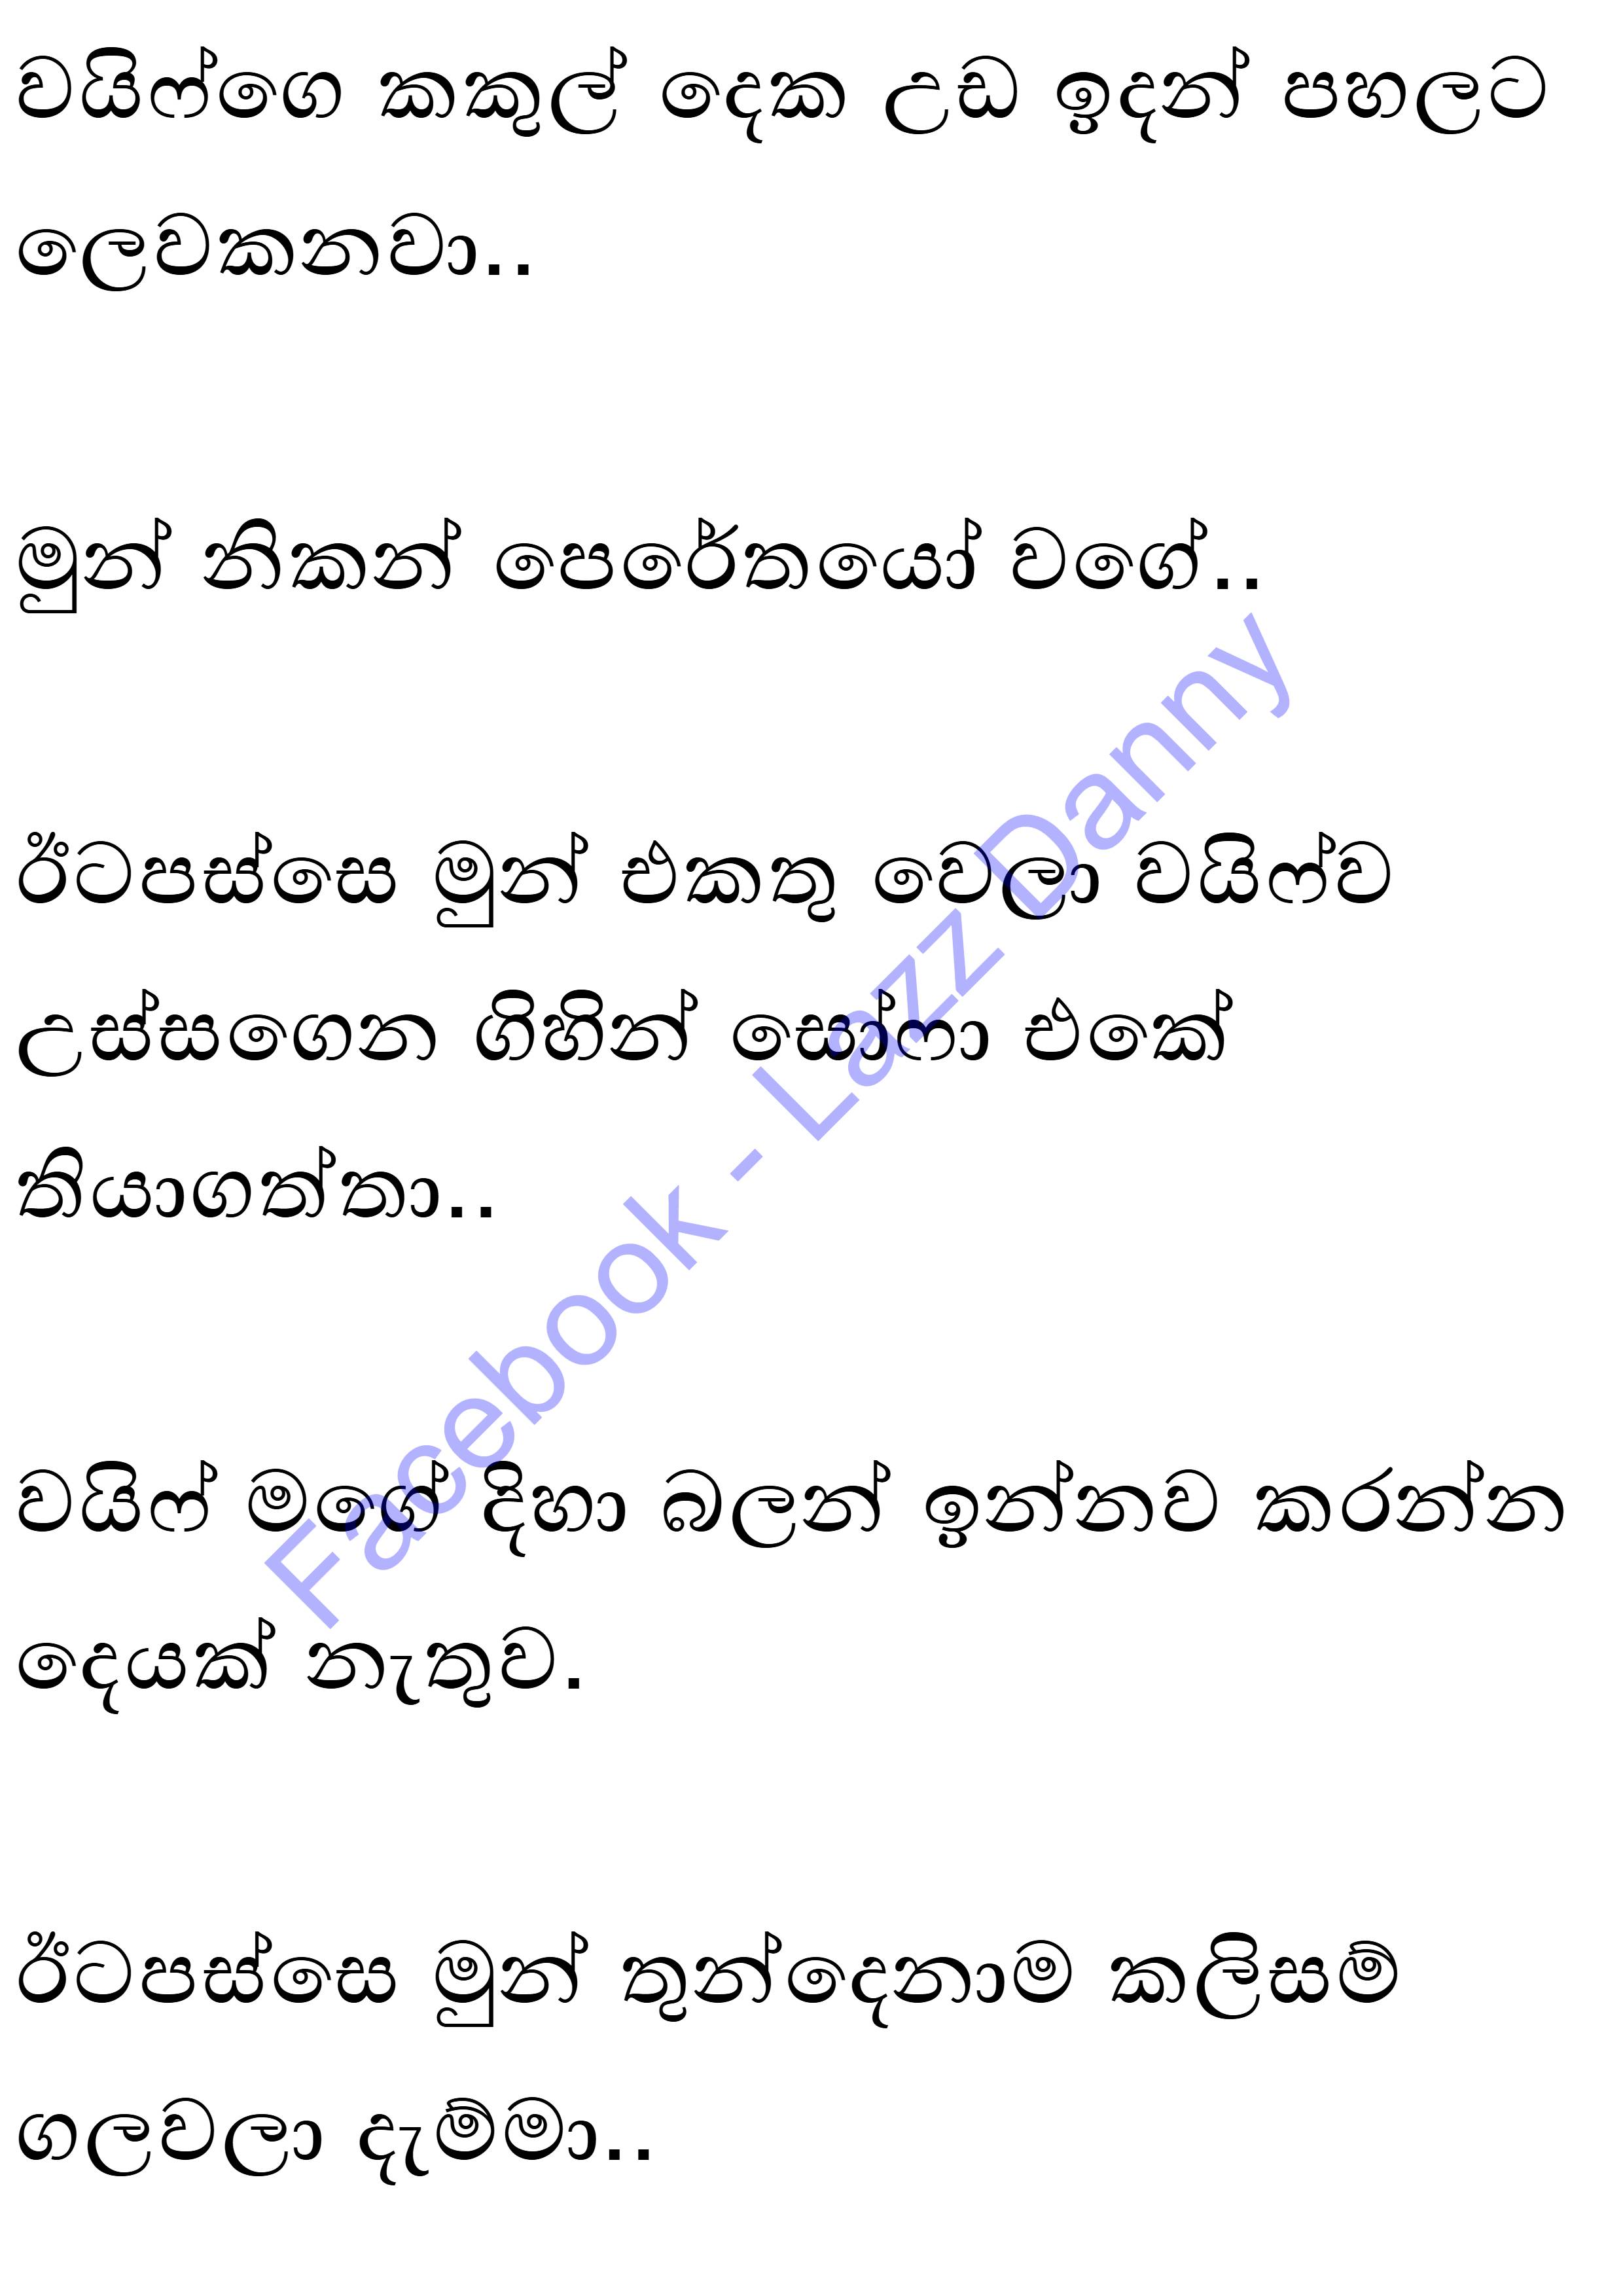 වයිෆ්ගෙ කකුල් දෙක උඩ ඉදන් පහලට
ලෙවකනවා..
මුන් නිකන් පෙරේතයෝ වගේ..
ඊටපස්සෙ මුන් එකතු වෙලා වයිෆ්ව
උස්සගෙන ගිහින් සෝෆා එකේ
තියාගත්තා..
වයිෆ් මගේ දිහා බලන් ඉන්නව කරන්න
දෙයක් නැතුව.
ඊටපස්සෙ මුන් තුන්දෙනාම කලිසම්
ගලවලා දැම්මා..
Facebook - Lazz Danny